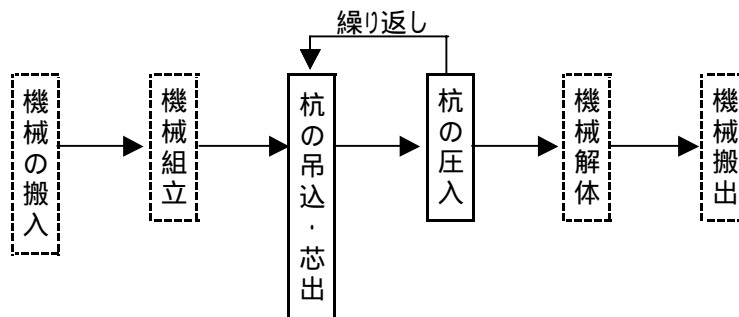 繰り返し
機械の搬入
機械組立
杭の吊込・芯出
杭の圧入
機械解体
機械搬出